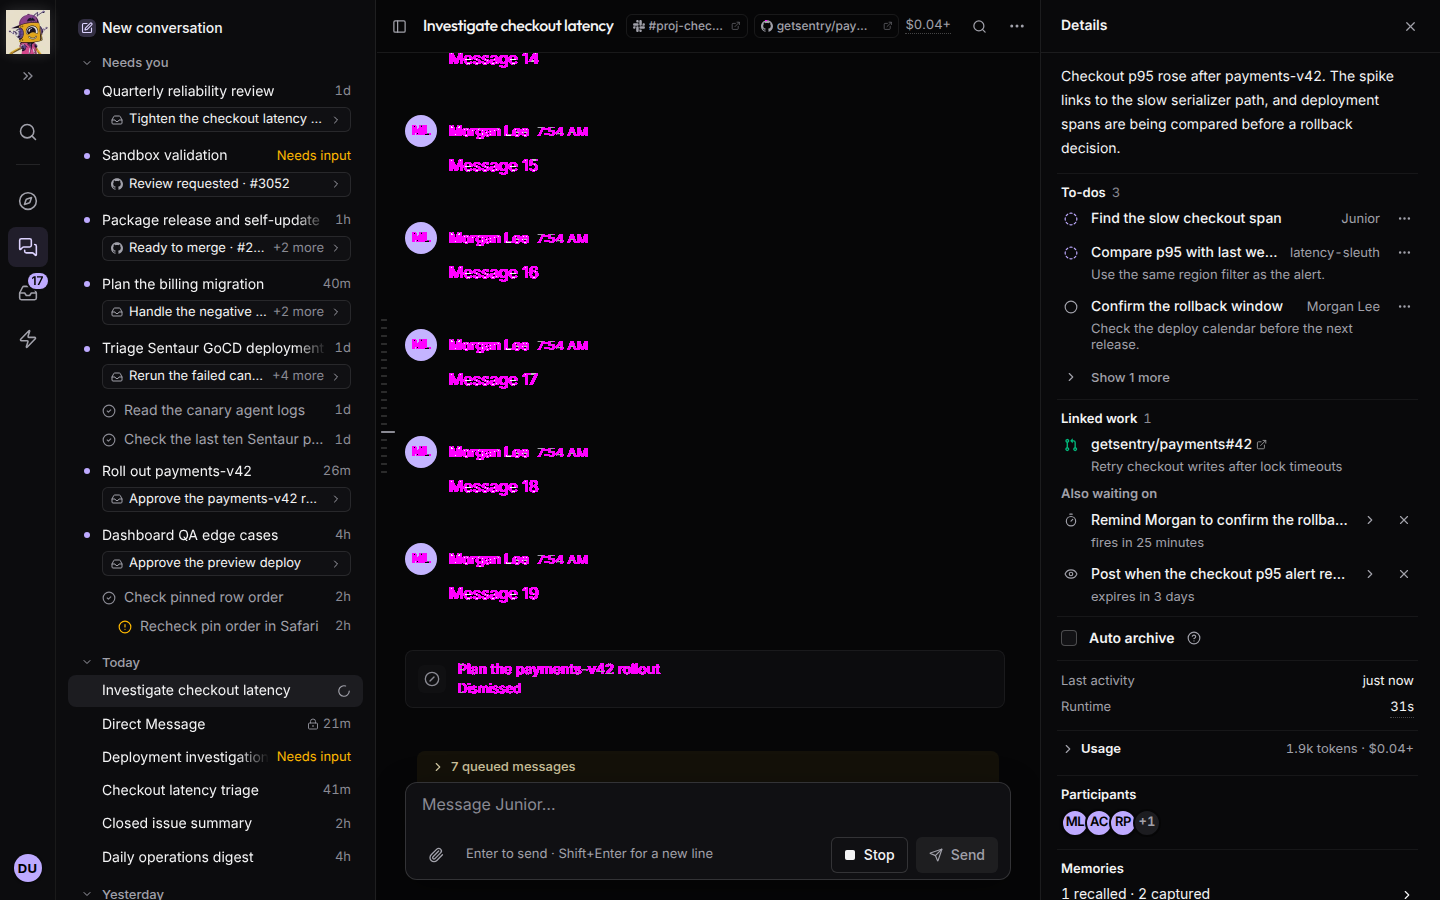 New conversation
Needs you
Quarterly reliability review 1d
Tighten the checkout latency ...
Sandbox validation Needs input
Review requested · #3052
Package release and self-update 1h
Ready to merge · #2... +2 more
Plan the billing migration 40m
Handle the negative ... +2 more
Triage Sentaur GoCD deployment 1d
Rerun the failed can... +4 more
Read the canary agent logs 1d
Check the last ten Sentaur p... 1d
Roll out payments-v42 26m
Approve the payments-v42 r...
Dashboard QA edge cases 4h
Approve the preview deploy
Check pinned row order 2h
Recheck pin order in Safari 2h
Today
Investigate checkout latency
Direct Message 21m
Deployment investigation Needs input
Checkout latency triage 41m
Closed issue summary 2h
Daily operations digest 4h
Yesterday
17
DU
Investigate checkout latency #proj-chec... getsentry/pay... $0.04+
Message 14
ML Morgan Lee 7:54 AM
Message 15
ML Morgan Lee 7:54 AM
Message 16
ML Morgan Lee 7:54 AM
Message 17
ML Morgan Lee 7:54 AM
Message 18
ML Morgan Lee 7:54 AM
Message 19
Plan the payments-v42 rollout
Dismissed
7 queued messages
Message Junior...
Enter to send · Shift+Enter for a new line Stop Send
Details
Checkout p95 rose after payments-v42. The spike
links to the slow serializer path, and deployment
spans are being compared before a rollback
decision.
To-dos 3
Find the slow checkout span Junior
Compare p95 with last we... latency-sleuth
Use the same region filter as the alert.
Confirm the rollback window Morgan Lee
Check the deploy calendar before the next
release.
Show 1 more
Linked work 1
getsentry/payments#42
Retry checkout writes after lock timeouts
Also waiting on
Remind Morgan to confirm the rollba...
fires in 25 minutes
Post when the checkout p95 alert re...
expires in 3 days
Auto archive
Last activity just now
Runtime 31s
Usage 1.9k tokens · $0.04+
Participants
ML AC RP +1
Memories
1 recalled · 2 captured